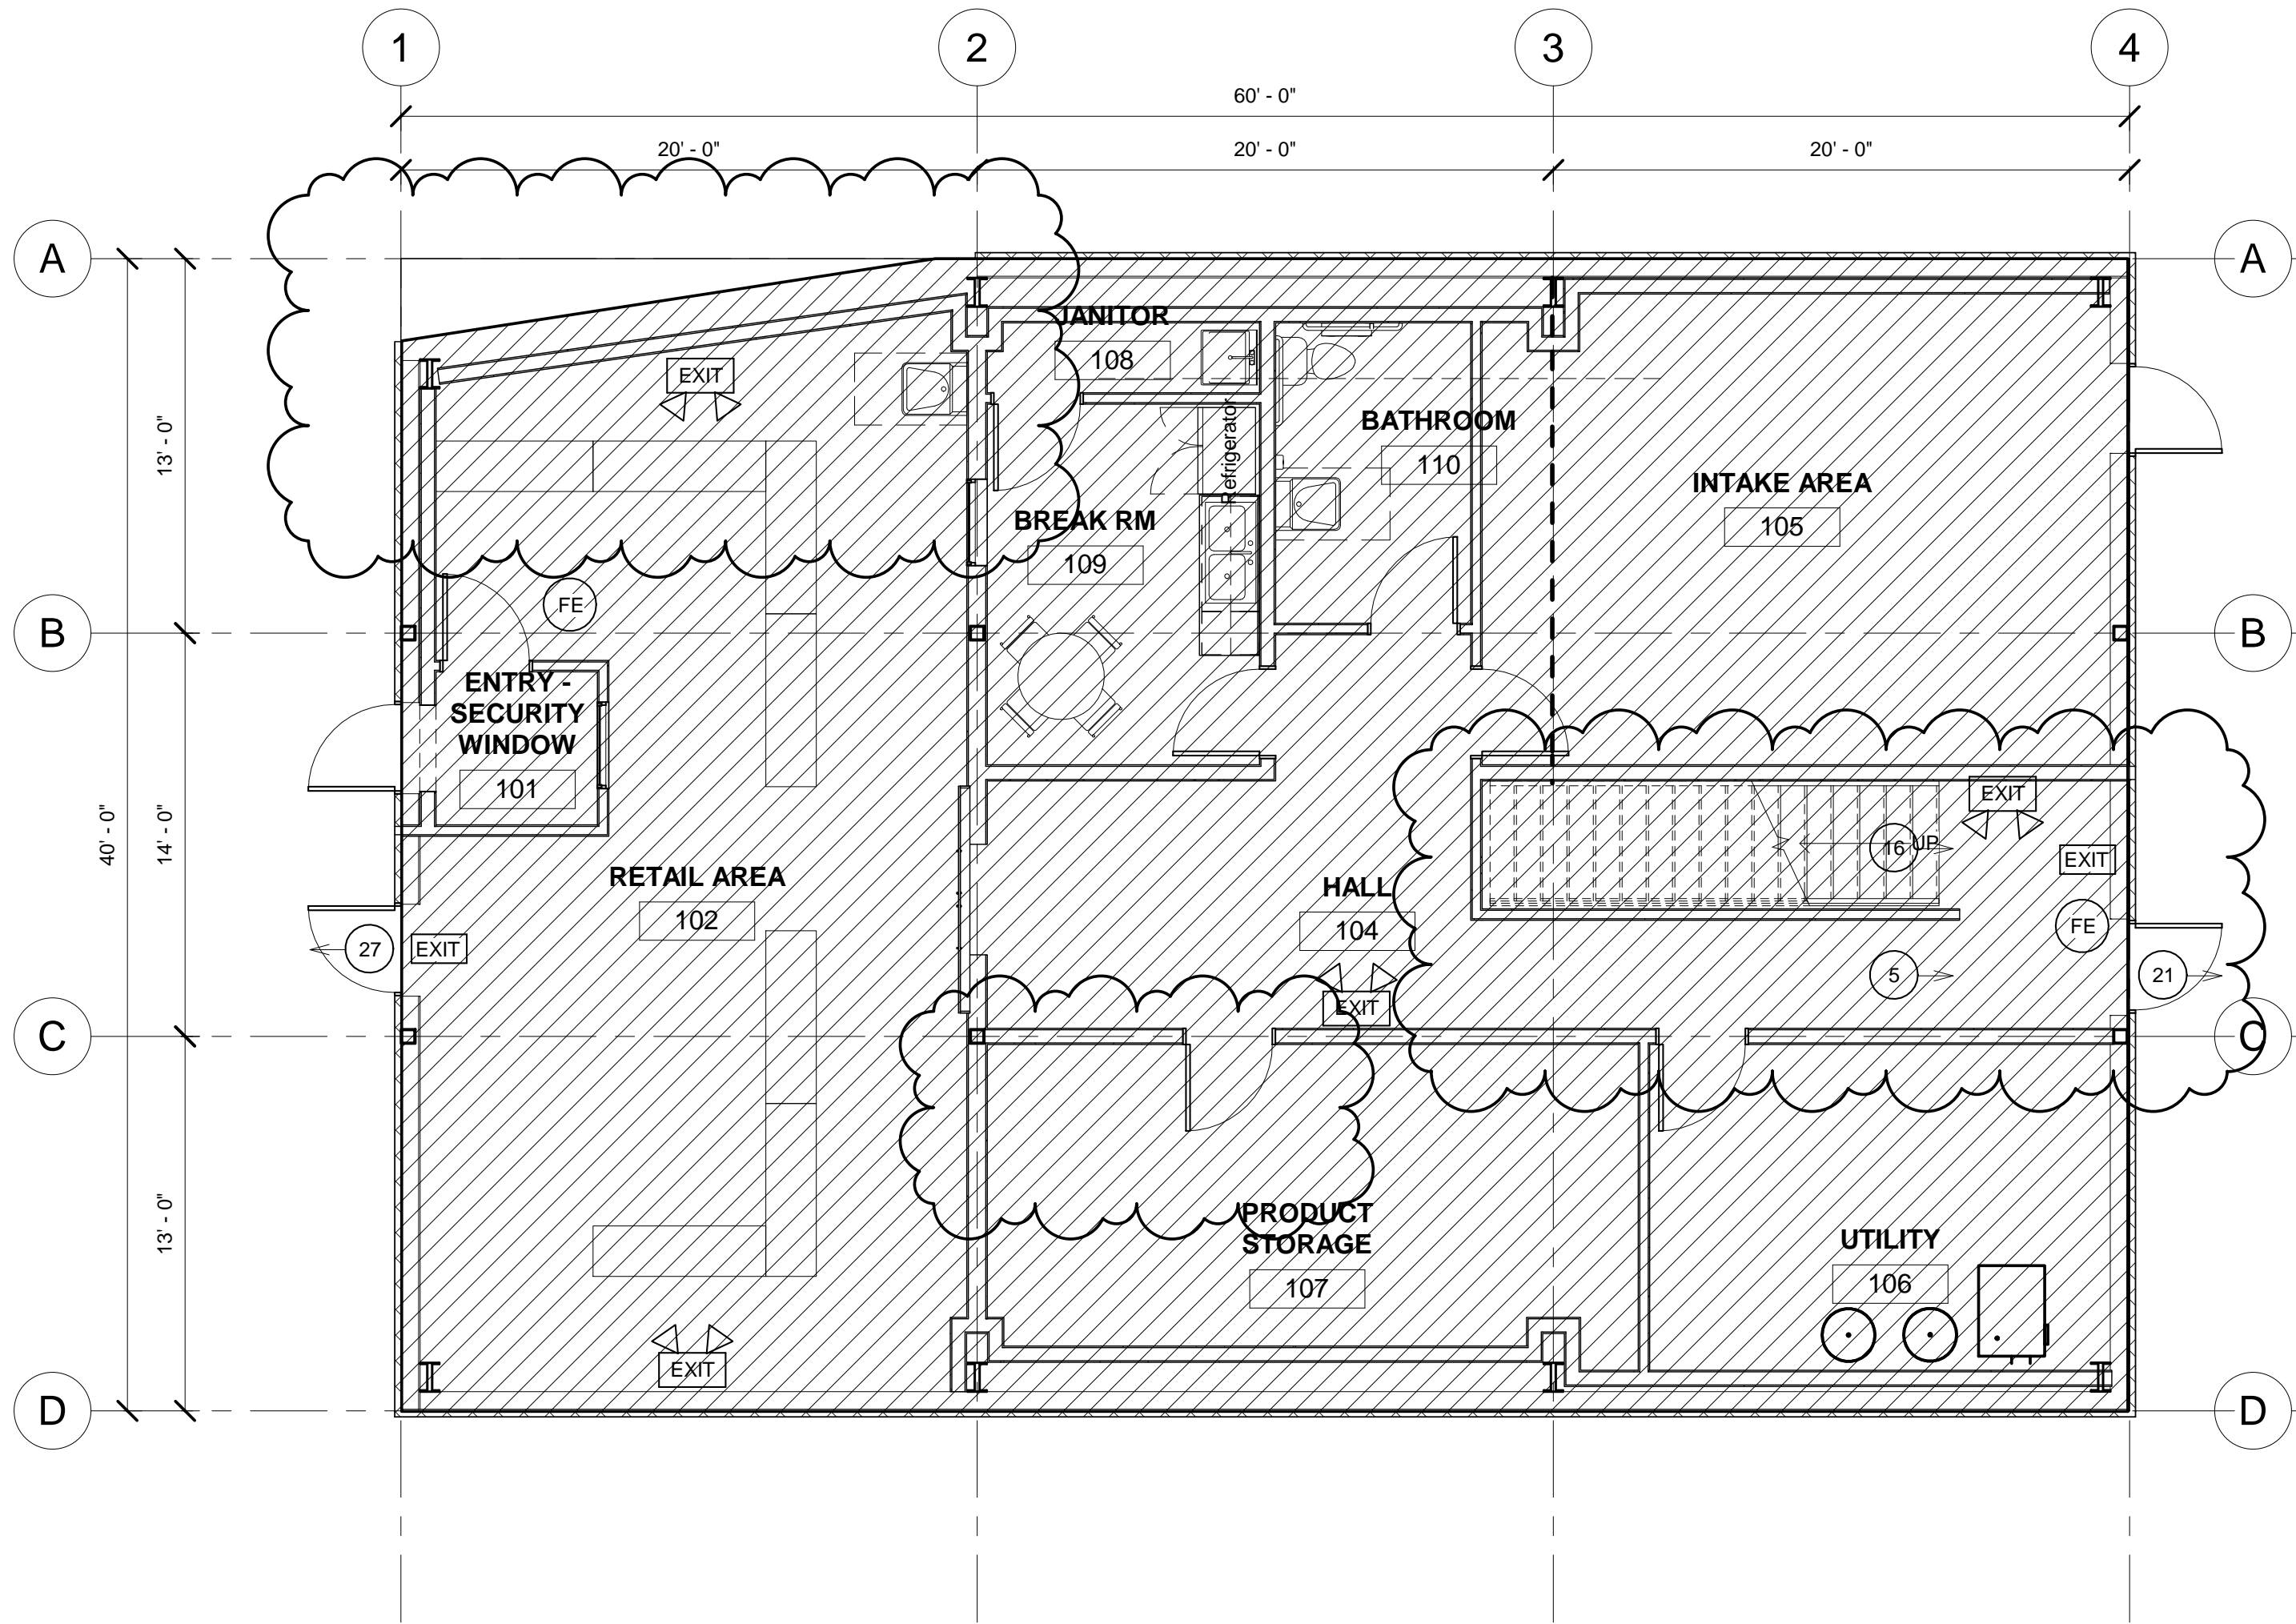 1
2
3
4
60' - 0"
20' - 0"
20' - 0"
20' - 0"
A
A
JANITOR
108
EXIT
13' - 0"
Refrigerator
BATHROOM
110
INTAKE AREA
105
BREAK RM
109
FE
B
B
ENTRY -
SECURITY
WINDOW
101
40' - 0"
14' - 0"
EXIT
16
UP
EXIT
RETAIL AREA
102
HALL
104
FE
27
EXIT
5
21
EXIT
C
C
13' - 0"
PRODUCT
STORAGE
107
UTILITY
106
EXIT
D
D